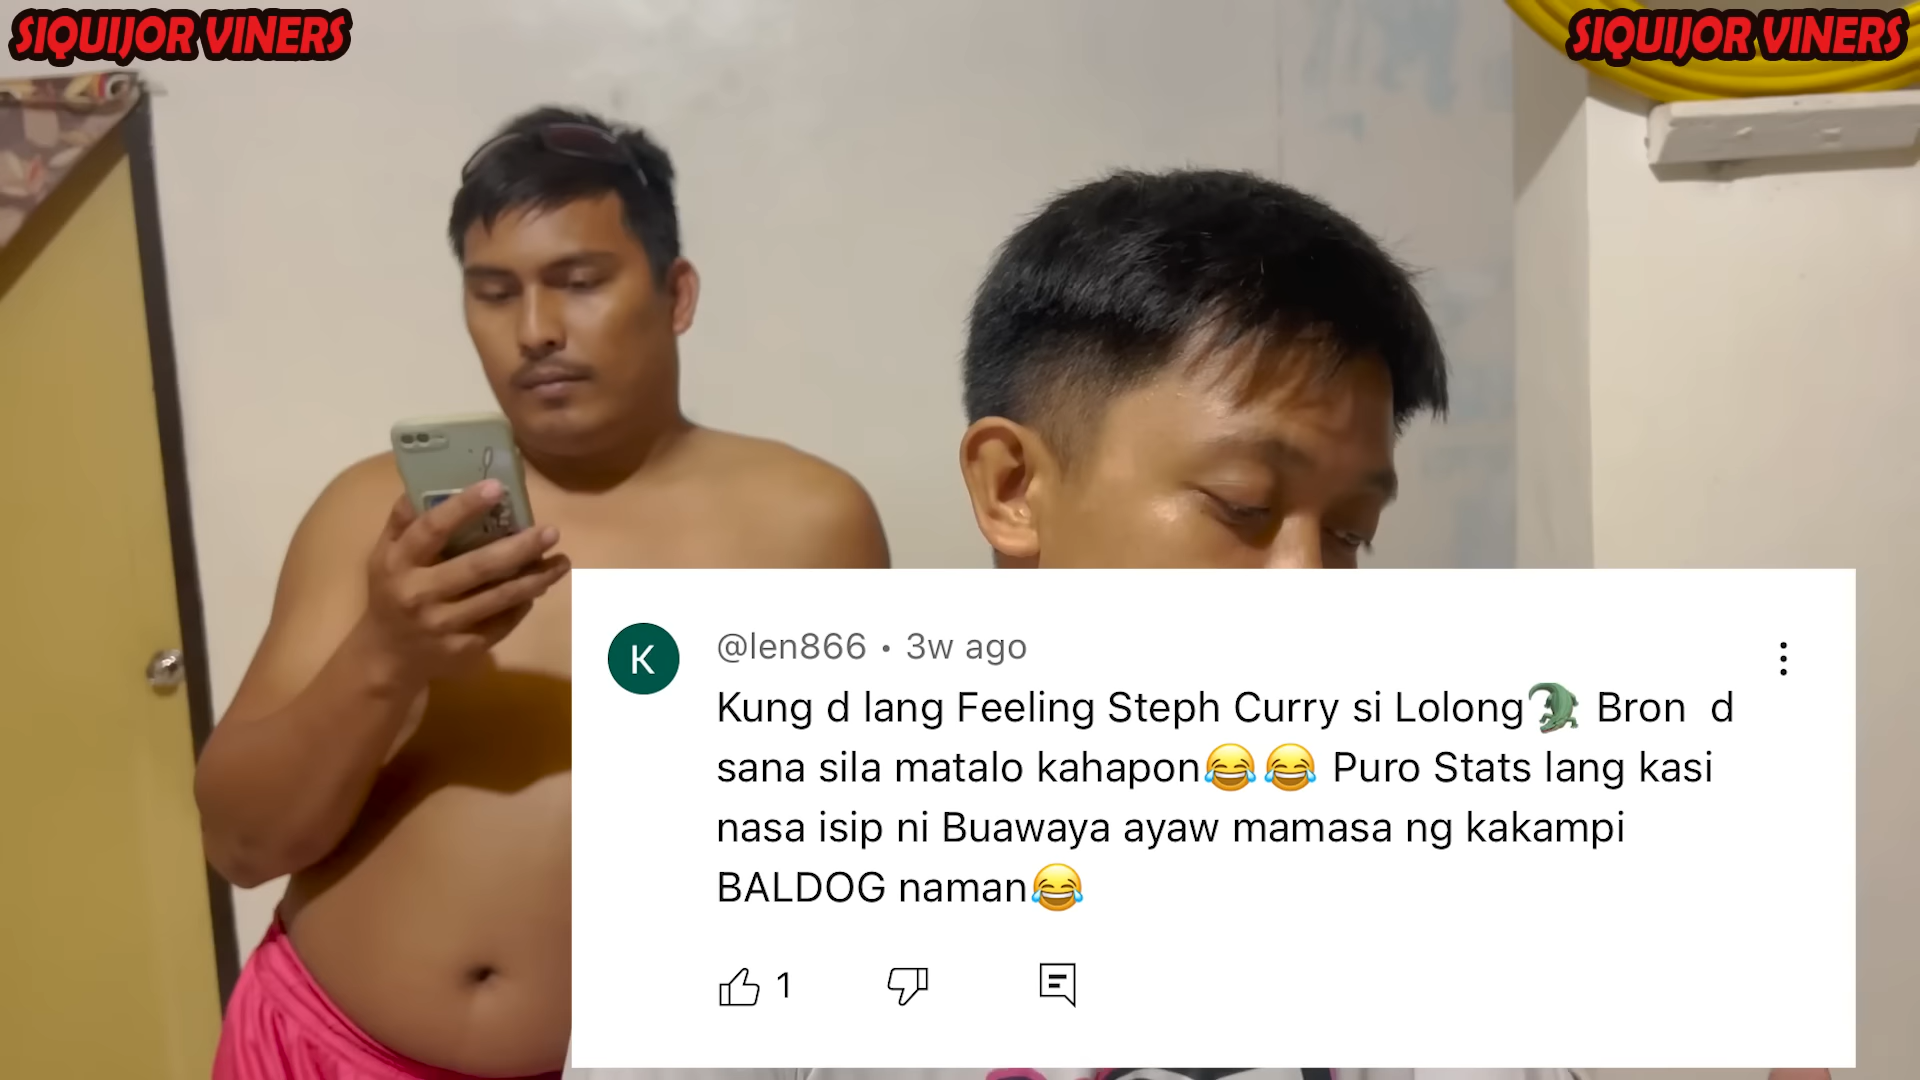 SIQUIJOR VINERS SIQUIJOR VINERS
K
@len866 • 3w ago
Kung d lang Feeling Steph Curry si Lolong🐊 Bron d
sana sila matalo kahapon😂😂 Puro Stats lang kasi
nasa isip ni Buawaya ayaw mamasa ng kakampi
BALDOG naman😂
1